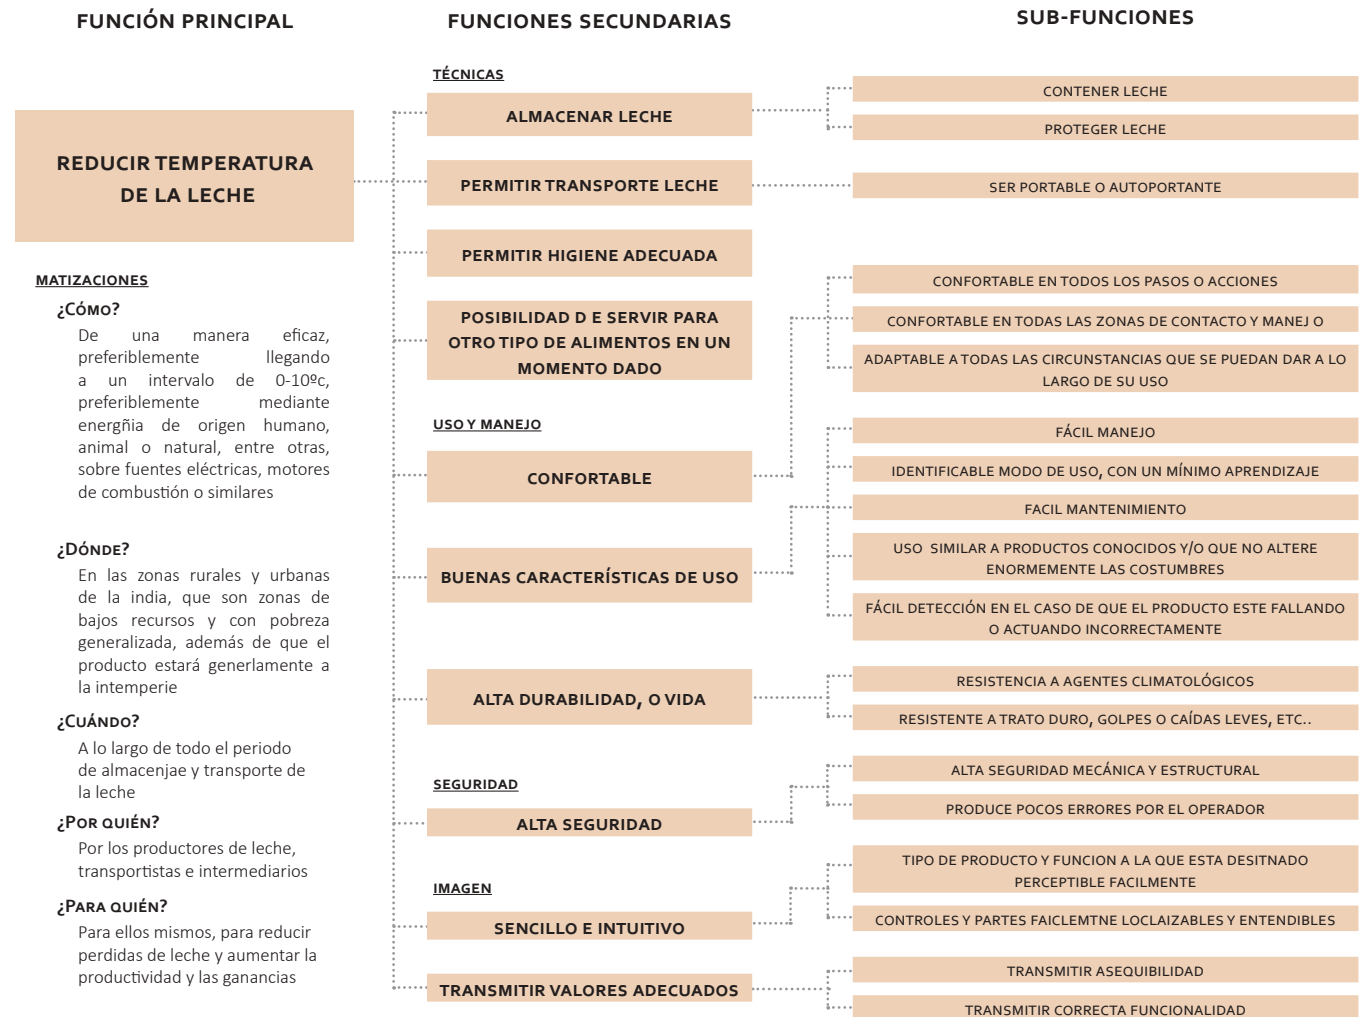 FUNCIÓN PRINCIPAL
REDUCIR TEMPERATURA
DE LA LECHE
MATIZACIONES
¿Cómo?
De una manera eficaz,
preferiblemente llegando
a un intervalo de 0-10ºc,
preferiblemente mediante
energñia de origen humano,
animal o natural, entre otras,
sobre fuentes eléctricas, motores
de combustión o similares
¿Dónde?
En las zonas rurales y urbanas
de la india, que son zonas de
bajos recursos y con pobreza
generalizada, además de que el
producto estará generlamente a
la intemperie
¿Cuándo?
A lo largo de todo el periodo
de almacenjae y transporte de
la leche
¿Por quién?
Por los productores de leche,
transportistas e intermediarios
¿Para quién?
Para ellos mismos, para reducir
perdidas de leche y aumentar la
productividad y las ganancias
FUNCIONES SECUNDARIAS
TÉCNICAS
ALMACENAR LECHE
PERMITIR TRANSPORTE LECHE
PERMITIR HIGIENE ADECUADA
POSIBILIDAD D E SERVIR PARA
OTRO TIPO DE ALIMENTOS EN UN
MOMENTO DADO
USO Y MANEJO
CONFORTABLE
BUENAS CARACTERÍSTICAS DE USO
ALTA DURABILIDAD, O VIDA
SEGURIDAD
ALTA SEGURIDAD
IMAGEN
SENCILLO E INTUITIVO
TRANSMITIR VALORES ADECUADOS
SUB-FUNCIONES
CONTENER LECHE
PROTEGER LECHE
SER PORTABLE O AUTOPORTANTE
CONFORTABLE EN TODOS LOS PASOS O ACCIONES
CONFORTABLE EN TODAS LAS ZONAS DE CONTACTO Y MANEJ O
ADAPTABLE A TODAS LAS CIRCUNSTANCIAS QUE SE PUEDAN DAR A LO
LARGO DE SU USO
FÁCIL MANEJO
IDENTIFICABLE MODO DE USO, CON UN MÍNIMO APRENDIZAJE
FACIL MANTENIMIENTO
USO SIMILAR A PRODUCTOS CONOCIDOS Y/O QUE NO ALTERE
ENORMEMENTE LAS COSTUMBRES
FÁCIL DETECCIÓN EN EL CASO DE QUE EL PRODUCTO ESTE FALLANDO
O ACTUANDO INCORRECTAMENTE
RESISTENCIA A AGENTES CLIMATOLÓGICOS
RESISTENTE A TRATO DURO, GOLPES O CAÍDAS LEVES, ETC..
ALTA SEGURIDAD MECÁNICA Y ESTRUCTURAL
PRODUCE POCOS ERRORES POR EL OPERADOR
TIPO DE PRODUCTO Y FUNCION A LA QUE ESTA DESITNADO
PERCEPTIBLE FACILMENTE
CONTROLES Y PARTES FAICLEMTNE LOCLAIZABLES Y ENTENDIBLES
TRANSMITIR ASEQUIBILIDAD
TRANSMITIR CORRECTA FUNCIONALIDAD